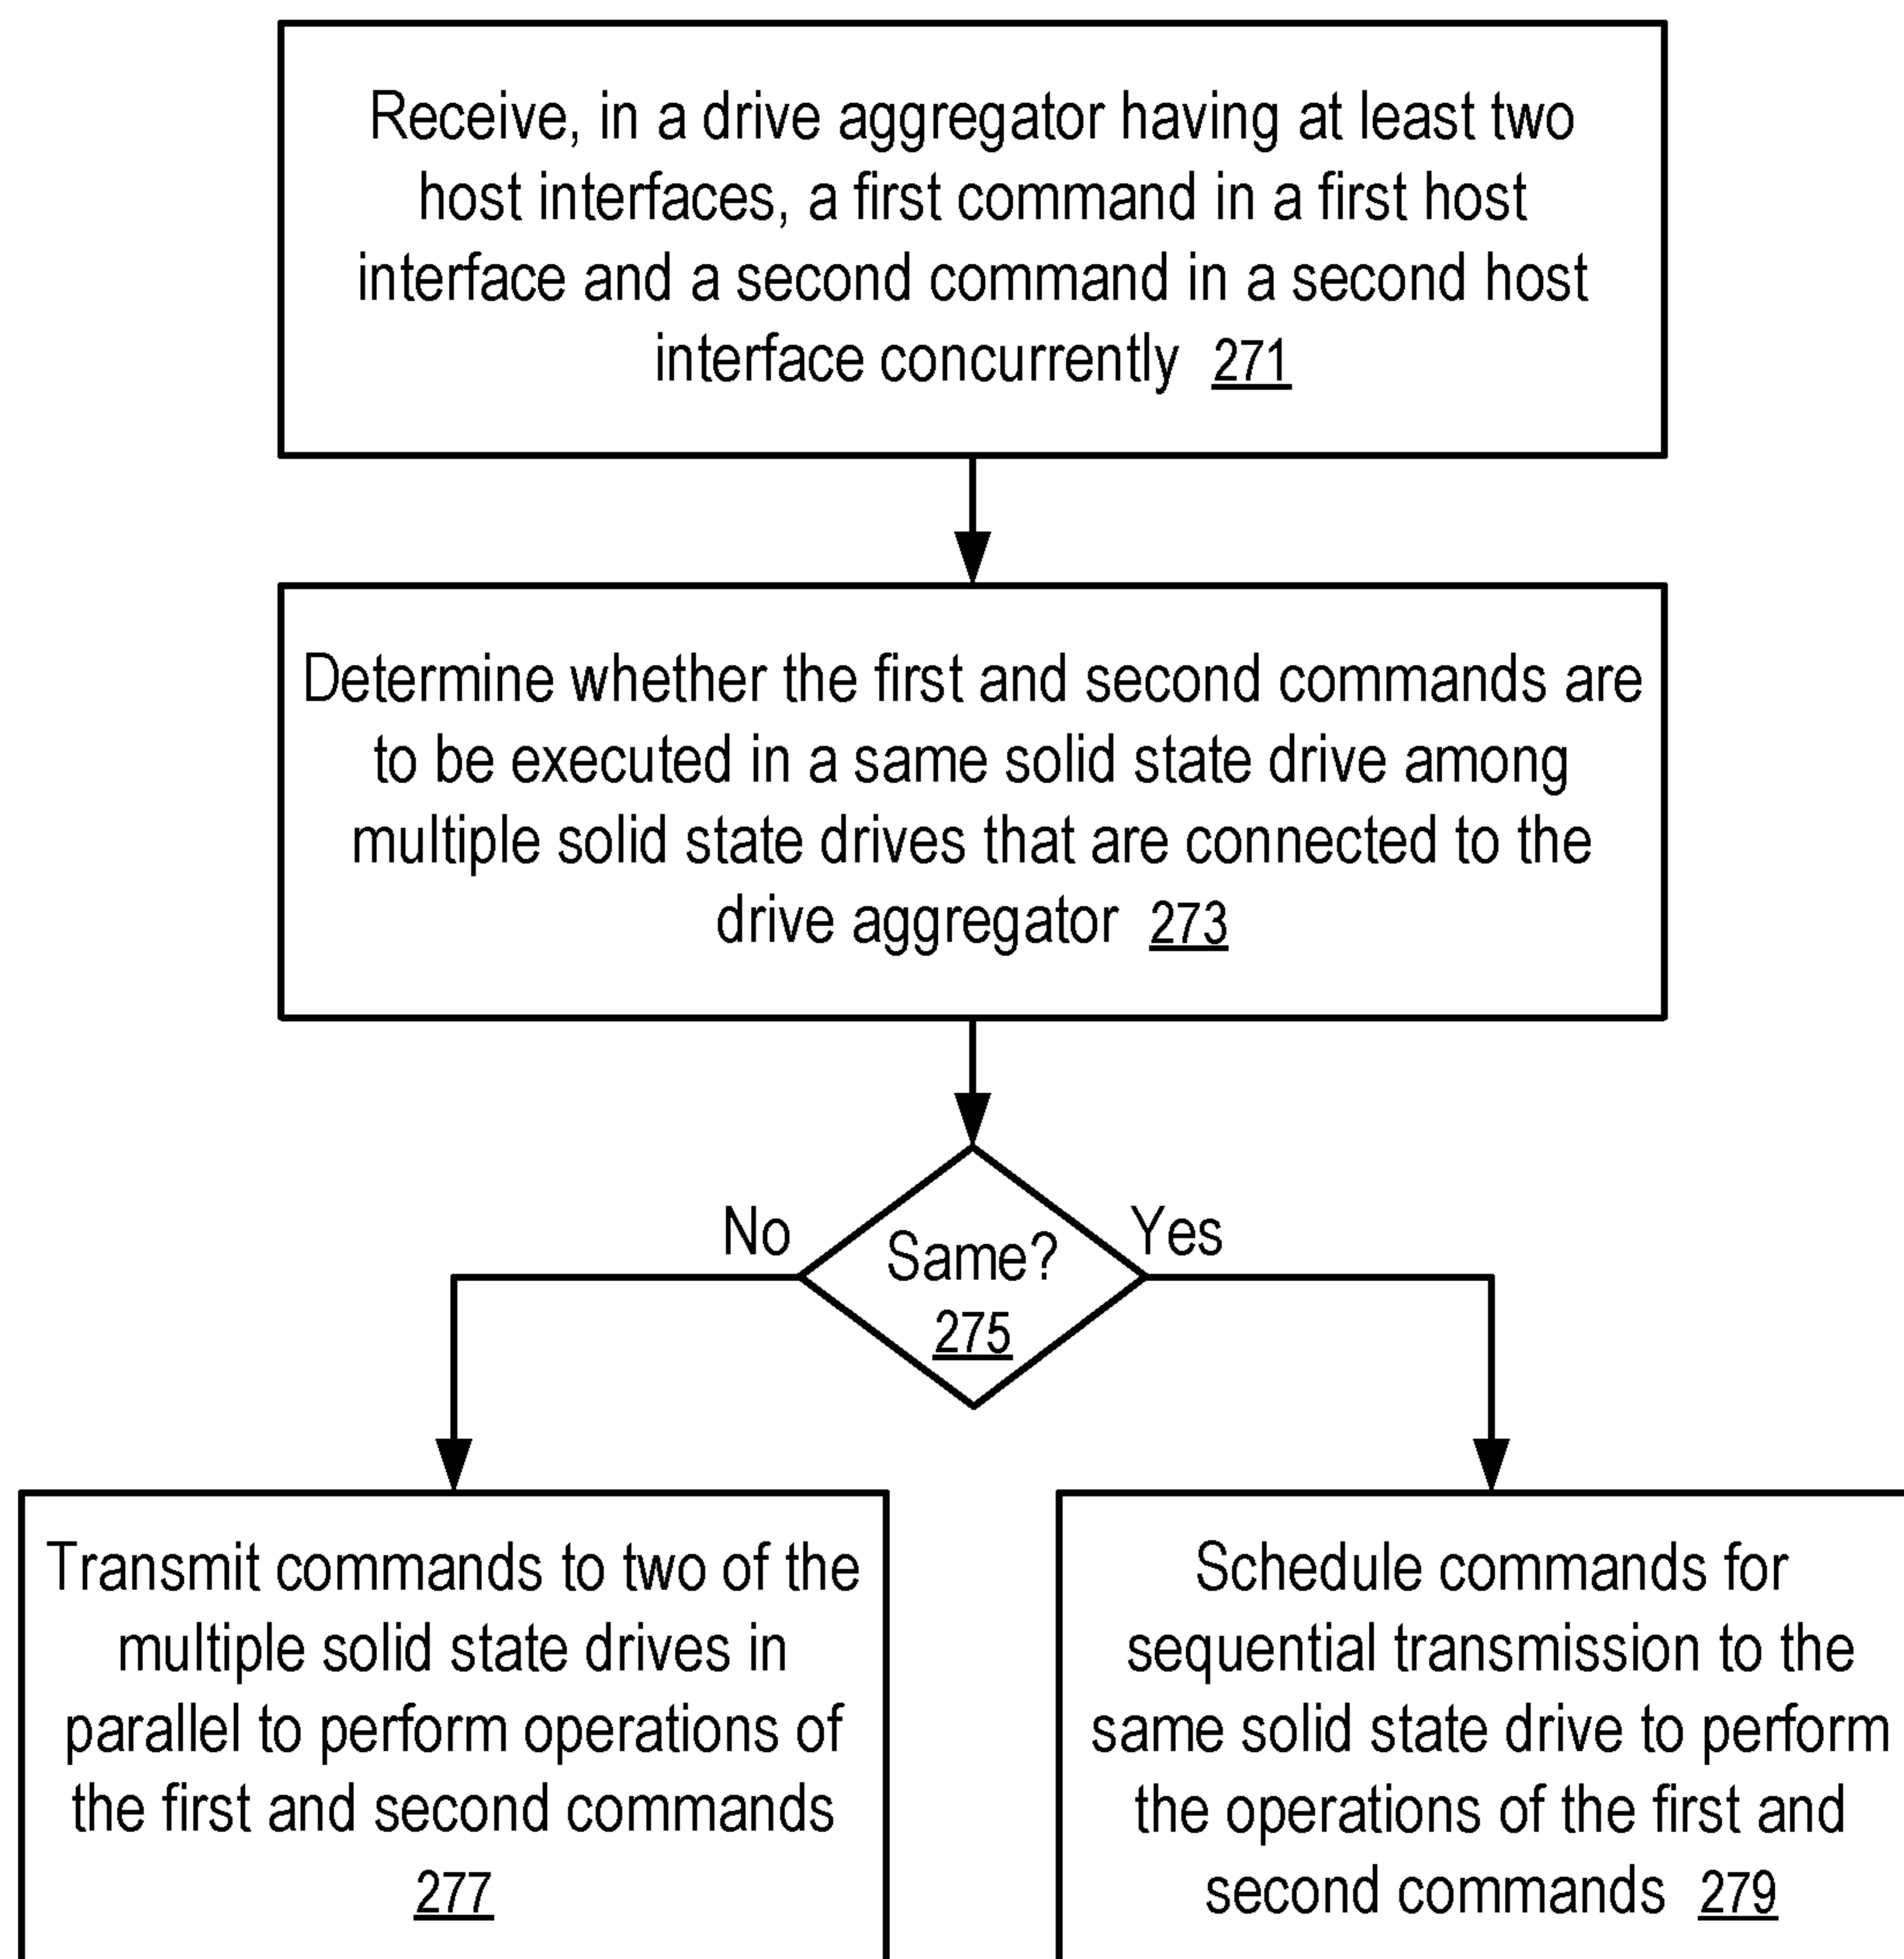 Receive, in a drive aggregator having at least two
host interfaces, a first command in a first host
interface and a second command in a second host
interface concurrently 271
Determine whether the first and second commands are
to be executed in a same solid state drive among
multiple solid state drives that are connected to the
drive aggregator 273
No
Yes
Same?
275
Transmit commands to two of the
multiple solid state drives in
parallel to perform operations of
the first and second commands
277
Schedule commands for
sequential transmission to the
same solid state drive to perform
the operations of the first and
second commands 279